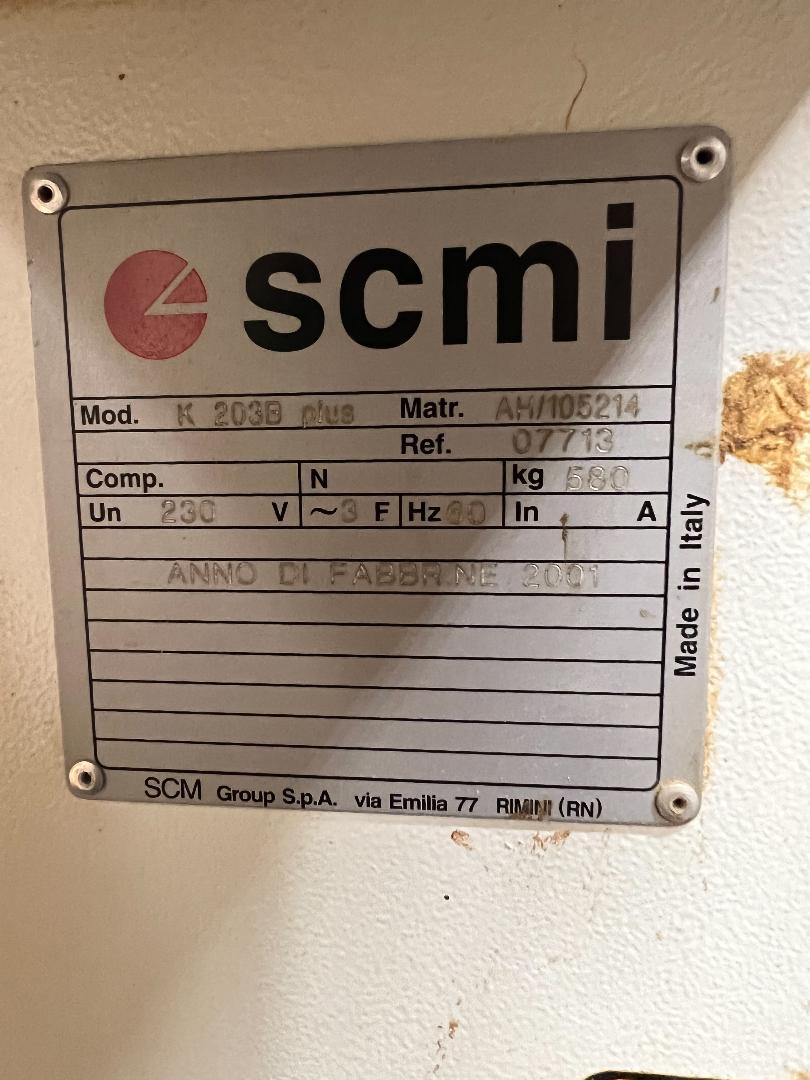 scmi
Mod. K 203B plus Matr. AH/105214
Ref. 07713
Comp. N kg 580
Un 230 V ~3 F Hz 60 In A
ANNO DI FABBR.NE 2001
Made in Italy
SCM Group S.p.A. via Emilia 77 RIMINI (RN)